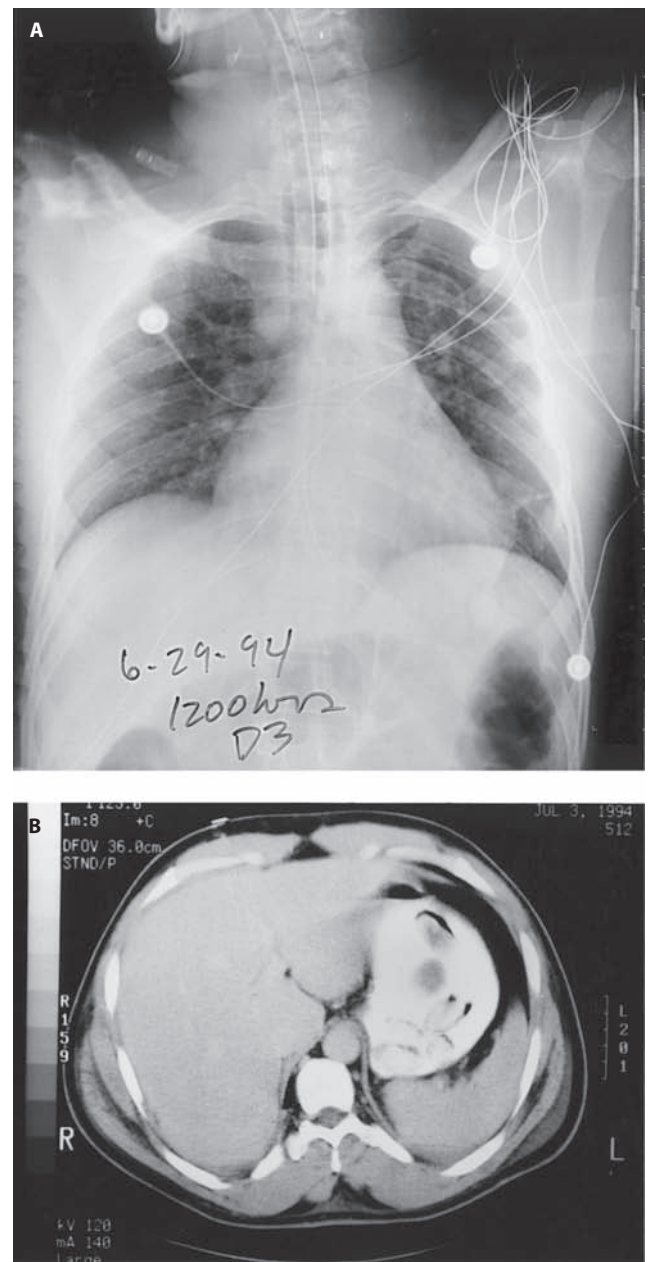 A
6-29-94
1200hrs
D3
B
Im:8 +C
DFOV 36.0cm
STND/P
JUL 3, 1994
512
R
1
5
9
L
2
0
1
R
L
kV 120
mA 140
Large